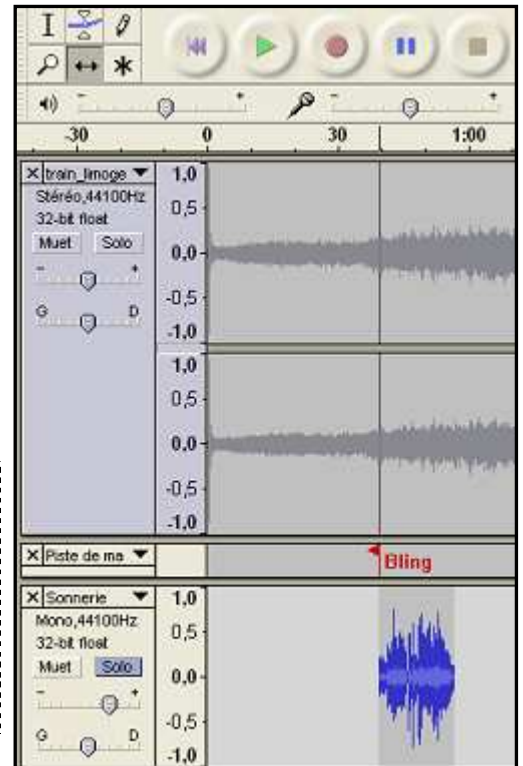 -30 0 30 1:00
train_limoge
Stéréo,44100Hz
32-bit float
Muet Solo
- +
G D
1,0
0,5
0,0
-0,5
-1,0
1,0
0,5
0,0
-0,5
-1,0
Piste de ma
Bling
Sonnerie
Mono,44100Hz
32-bit float
Muet Solo
- +
G D
1,0
0,5
0,0
-0,5
-1,0